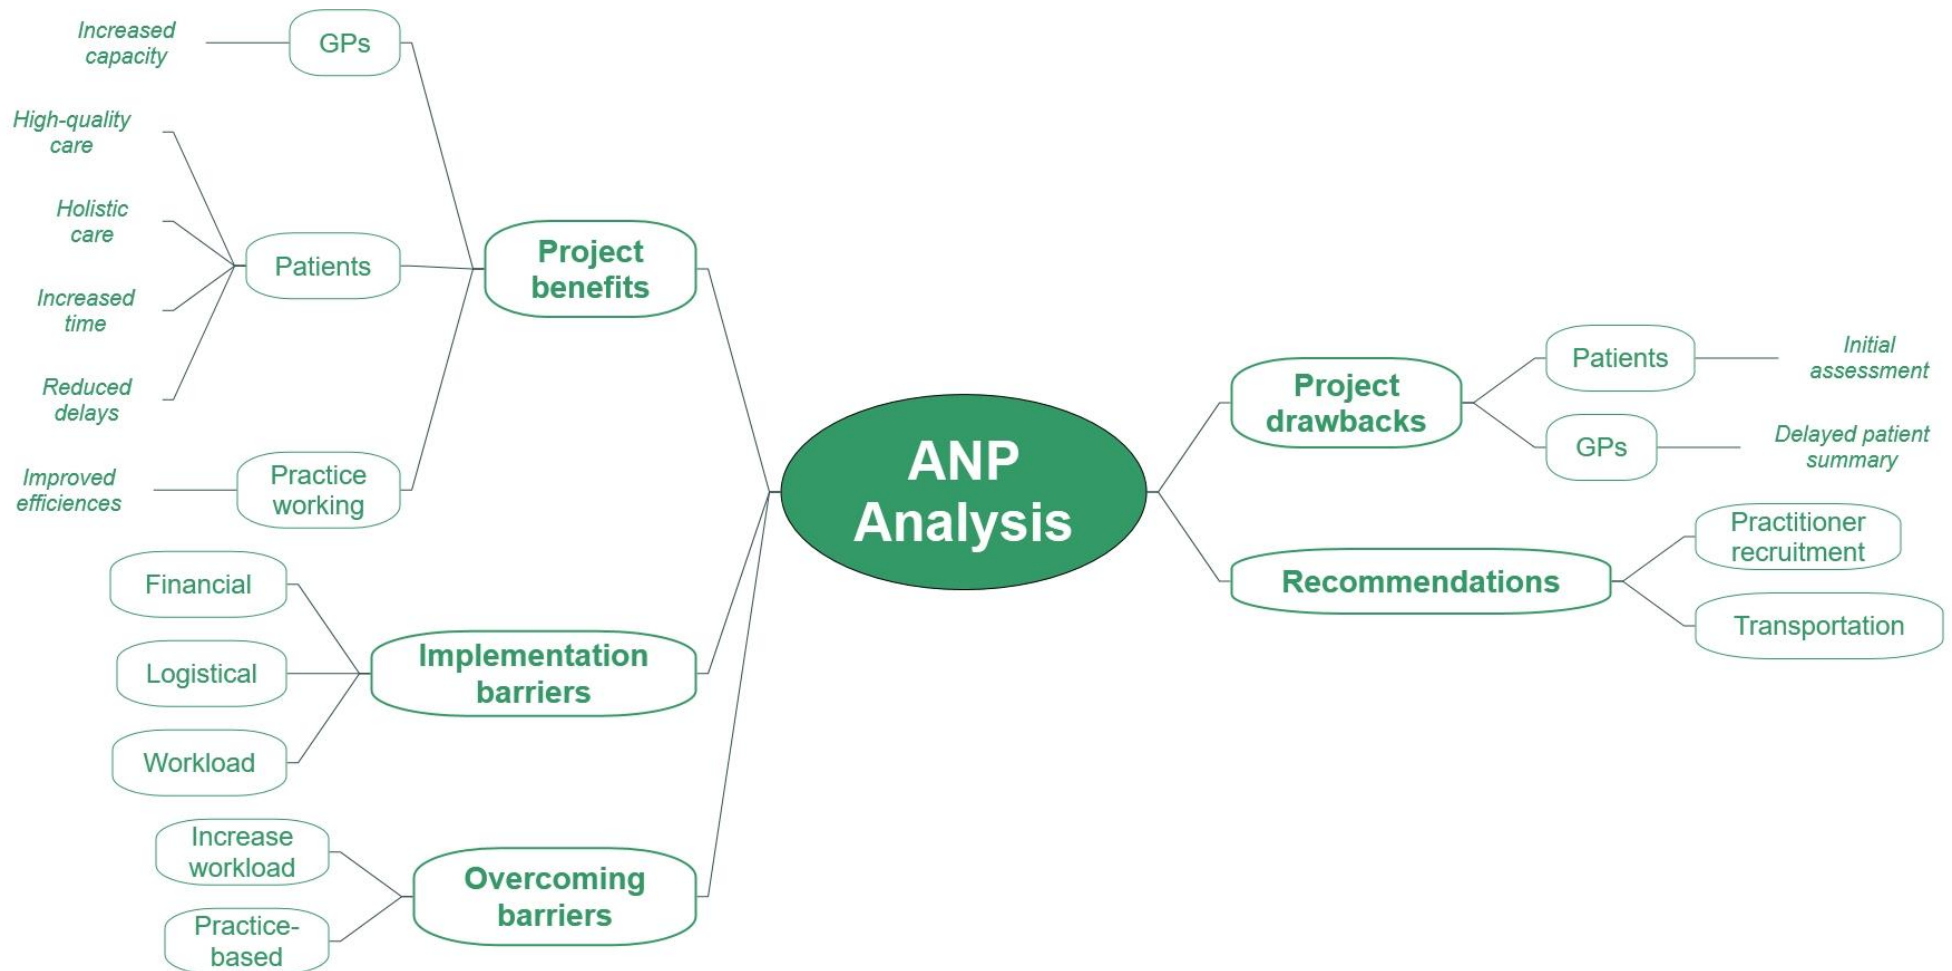 Increased
capacity
GPs
High-quality
care
Holistic
care
Patients
Increased
time
Reduced
delays
Improved
efficiences
Practice
working
Project
benefits
Financial
Logistical
Workload
Implementation
barriers
Increase
workload
Practice-
based
Overcoming
barriers
ANP
Analysis
Project
drawbacks
Patients
Initial
assessment
GPs
Delayed patient
summary
Recommendations
Practitioner
recruitment
Transportation